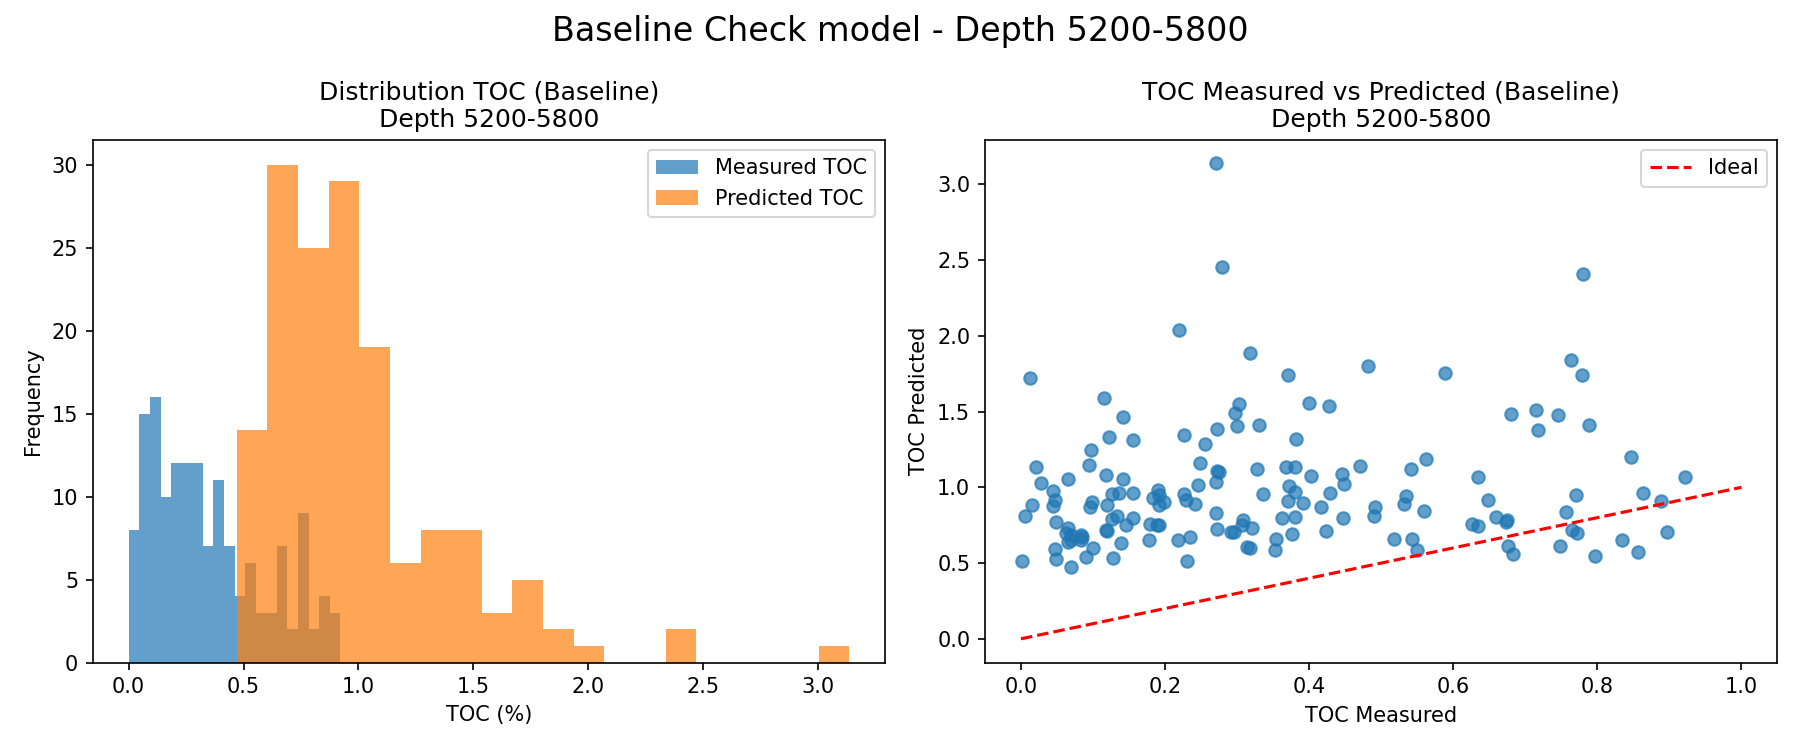 Baseline Check model - Depth 5200-5800
Distribution TOC (Baseline)
Depth 5200-5800
Measured TOC
Predicted TOC
Frequency
30
25
20
15
10
5
0
0.0 0.5 1.0 1.5 2.0 2.5 3.0
TOC (%)
TOC Measured vs Predicted (Baseline)
Depth 5200-5800
Ideal
TOC Predicted
3.0
2.5
2.0
1.5
1.0
0.5
0.0
0.0 0.2 0.4 0.6 0.8 1.0
TOC Measured